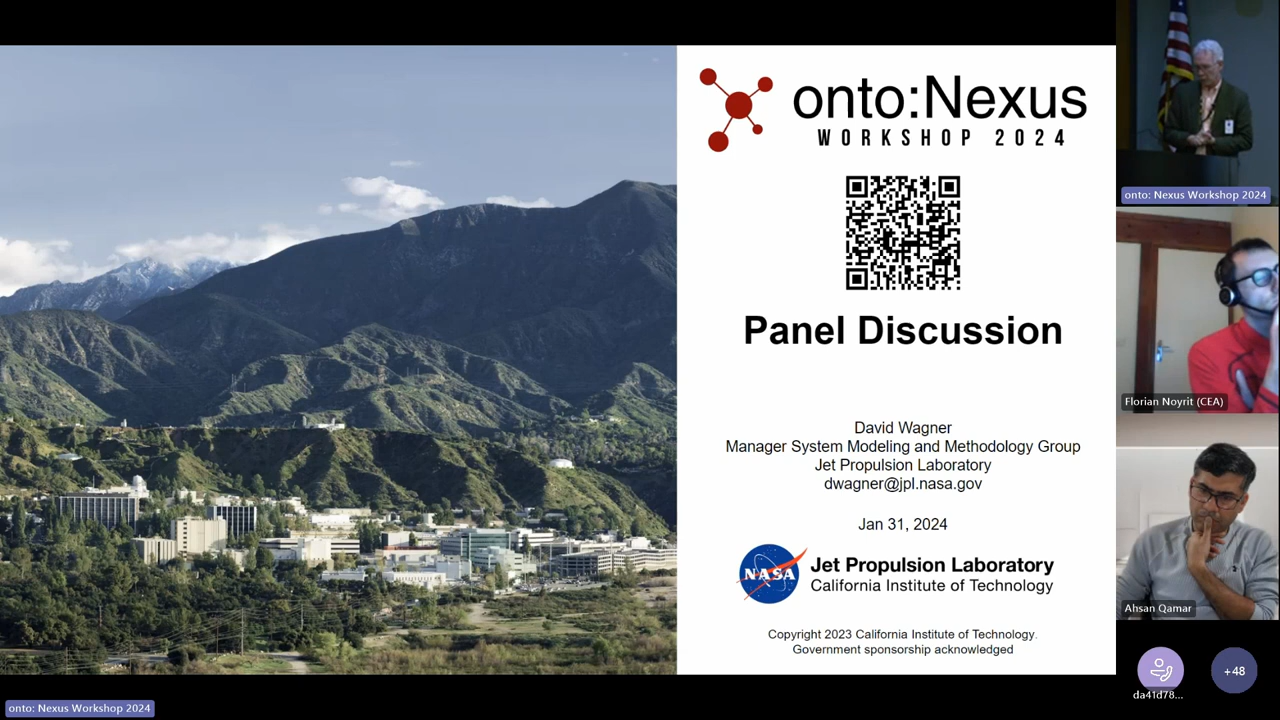 onto:Nexus
WORKSHOP 2024
Panel Discussion
David Wagner
Manager System Modeling and Methodology Group
Jet Propulsion Laboratory
dwagner@jpl.nasa.gov
Jan 31, 2024
NASA
Jet Propulsion Laboratory
California Institute of Technology
Copyright 2023 California Institute of Technology.
Government sponsorship acknowledged
onto: Nexus Workshop 2024
Florian Noyrit (CEA)
Ahsan Qamar
da41d78...
+48
onto: Nexus Workshop 2024